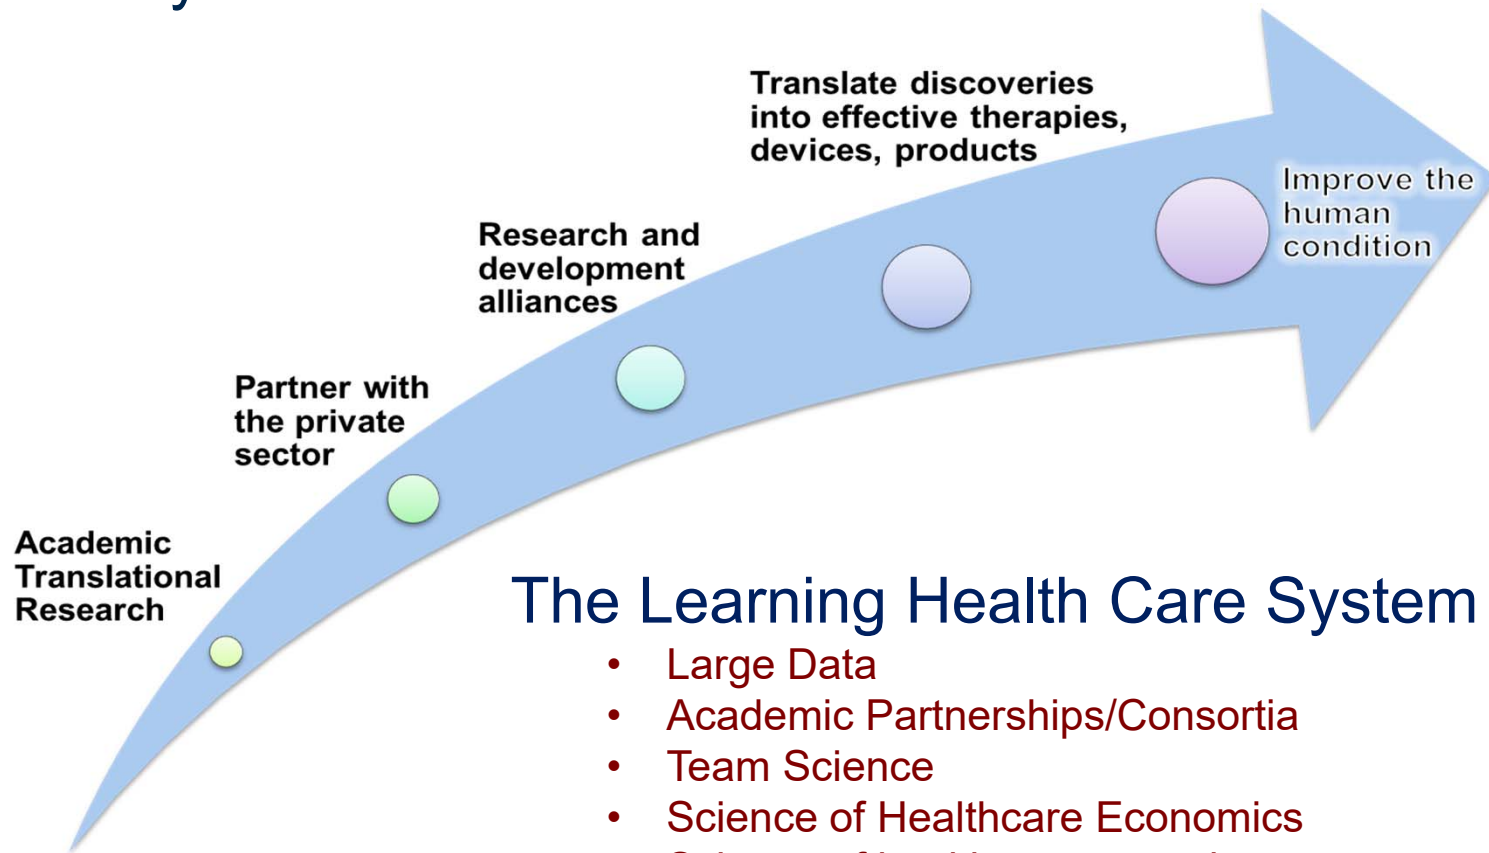 Translate discoveries
into effective therapies,
devices, products
Improve the
human
condition
Research and
development
alliances
Partner with
the private
sector
Academic
Translational
Research
The Learning Health Care System
• Large Data
• Academic Partnerships/Consortia
• Team Science
• Science of Healthcare Economics